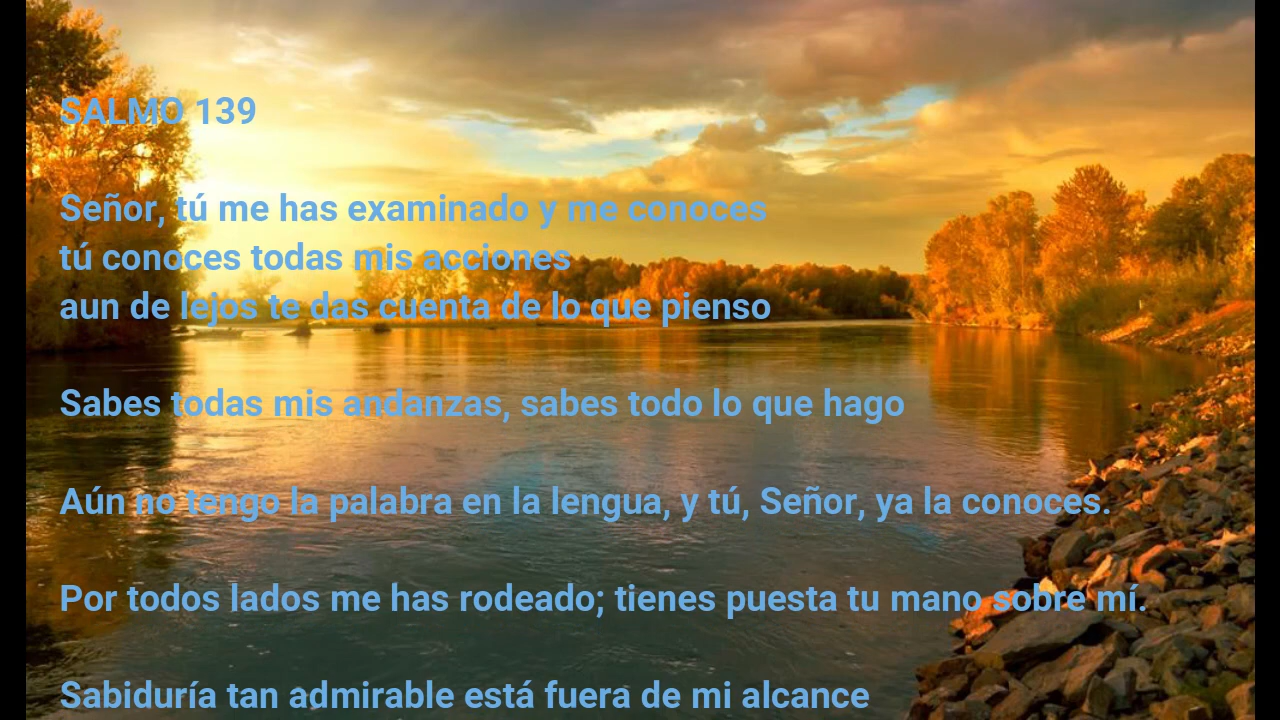 SALMO 139
Señor, tú me has examinado y me conoces
tú conoces todas mis acciones
aun de lejos te das cuenta de lo que pienso
Sabes todas mis andanzas, sabes todo lo que hago
Aún no tengo la palabra en la lengua, y tú, Señor, ya la conoces.
Por todos lados me has rodeado; tienes puesta tu mano sobre mí.
Sabiduría tan admirable está fuera de mi alcance